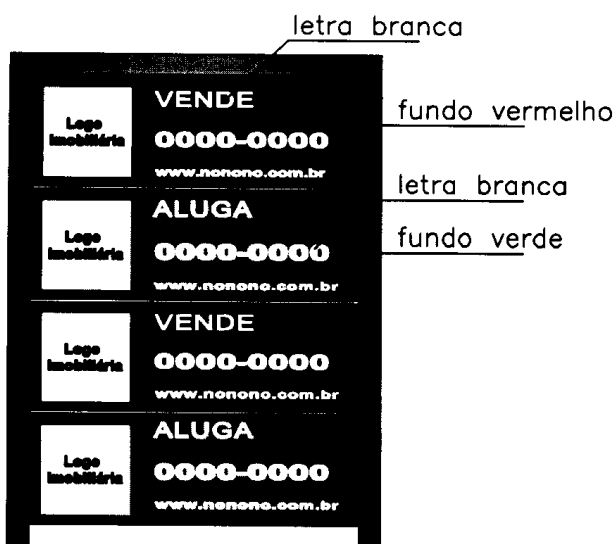 letra branca
VENDE
Logo
Imobiliária
0000-0000
www.nonono.com.br
fundo vermelho
letra branca
ALUGA
Logo
Imobiliária
0000-0000
www.nonono.com.br
fundo verde
VENDE
Logo
Imobiliária
0000-0000
www.nonono.com.br
ALUGA
Logo
Imobiliária
0000-0000
www.nonono.com.br